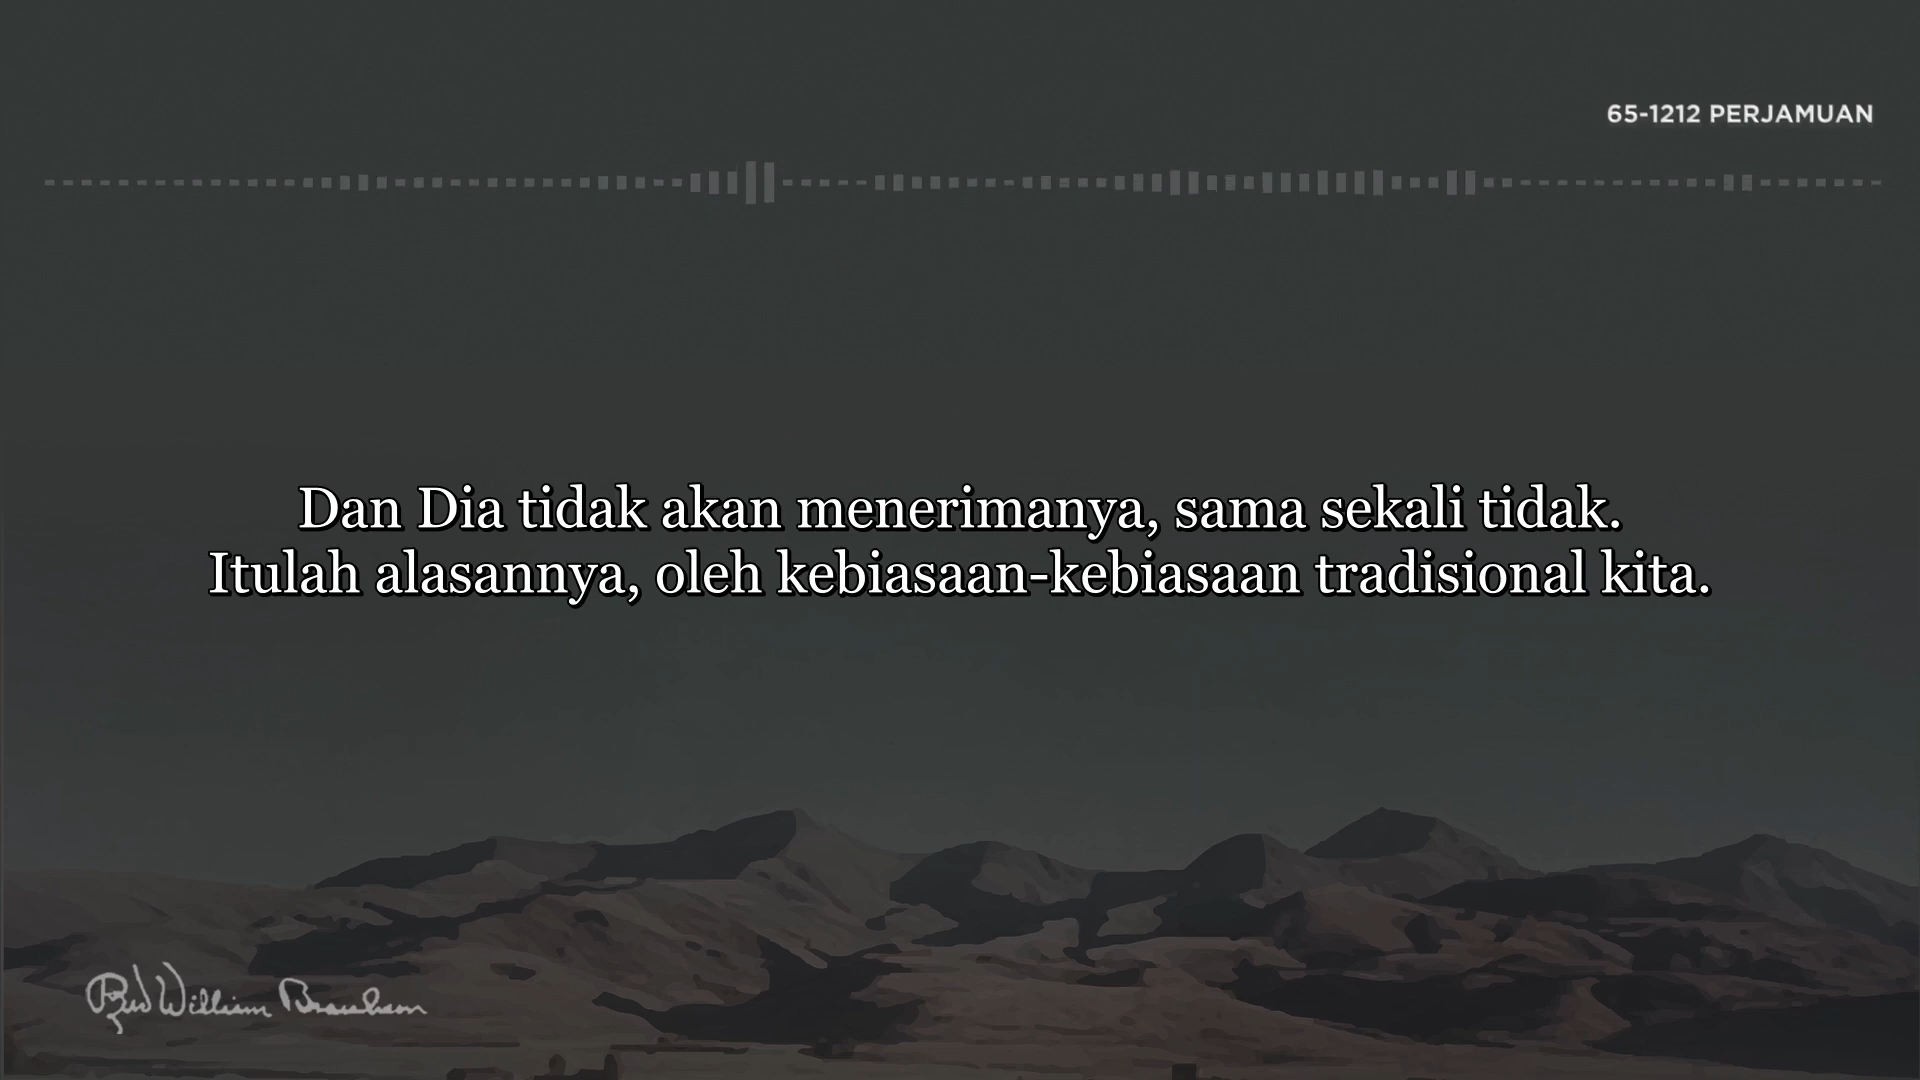 65-1212 PERJAMUAN
Dan Dia tidak akan menerimanya, sama sekali tidak.
Itulah alasannya, oleh kebiasaan-kebiasaan tradisional kita.
Rev William Branham